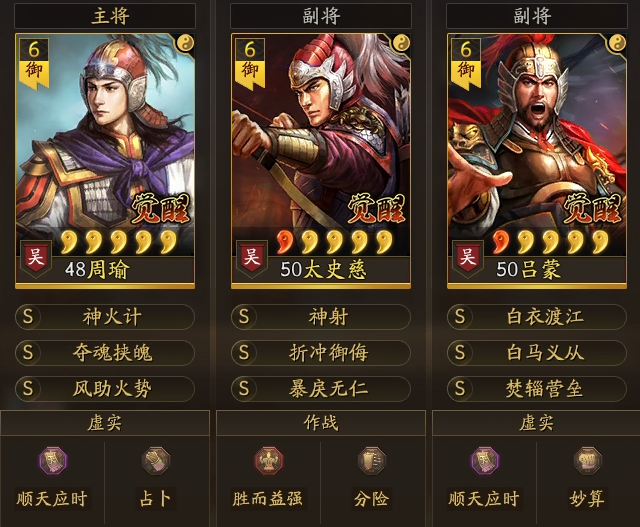 主将
6
御
觉醒
吴
48周瑜
S 神火计
S 夺魂挟魄
S 风助火势
虚实
顺天应时 占卜
副将
6
御
觉醒
吴
50太史慈
S 神射
S 折冲御侮
S 暴戾无仁
作战
胜而益强 分险
副将
6
御
觉醒
吴
50吕蒙
S 白衣渡江
S 白马义从
S 焚辎营垒
虚实
顺天应时 妙算